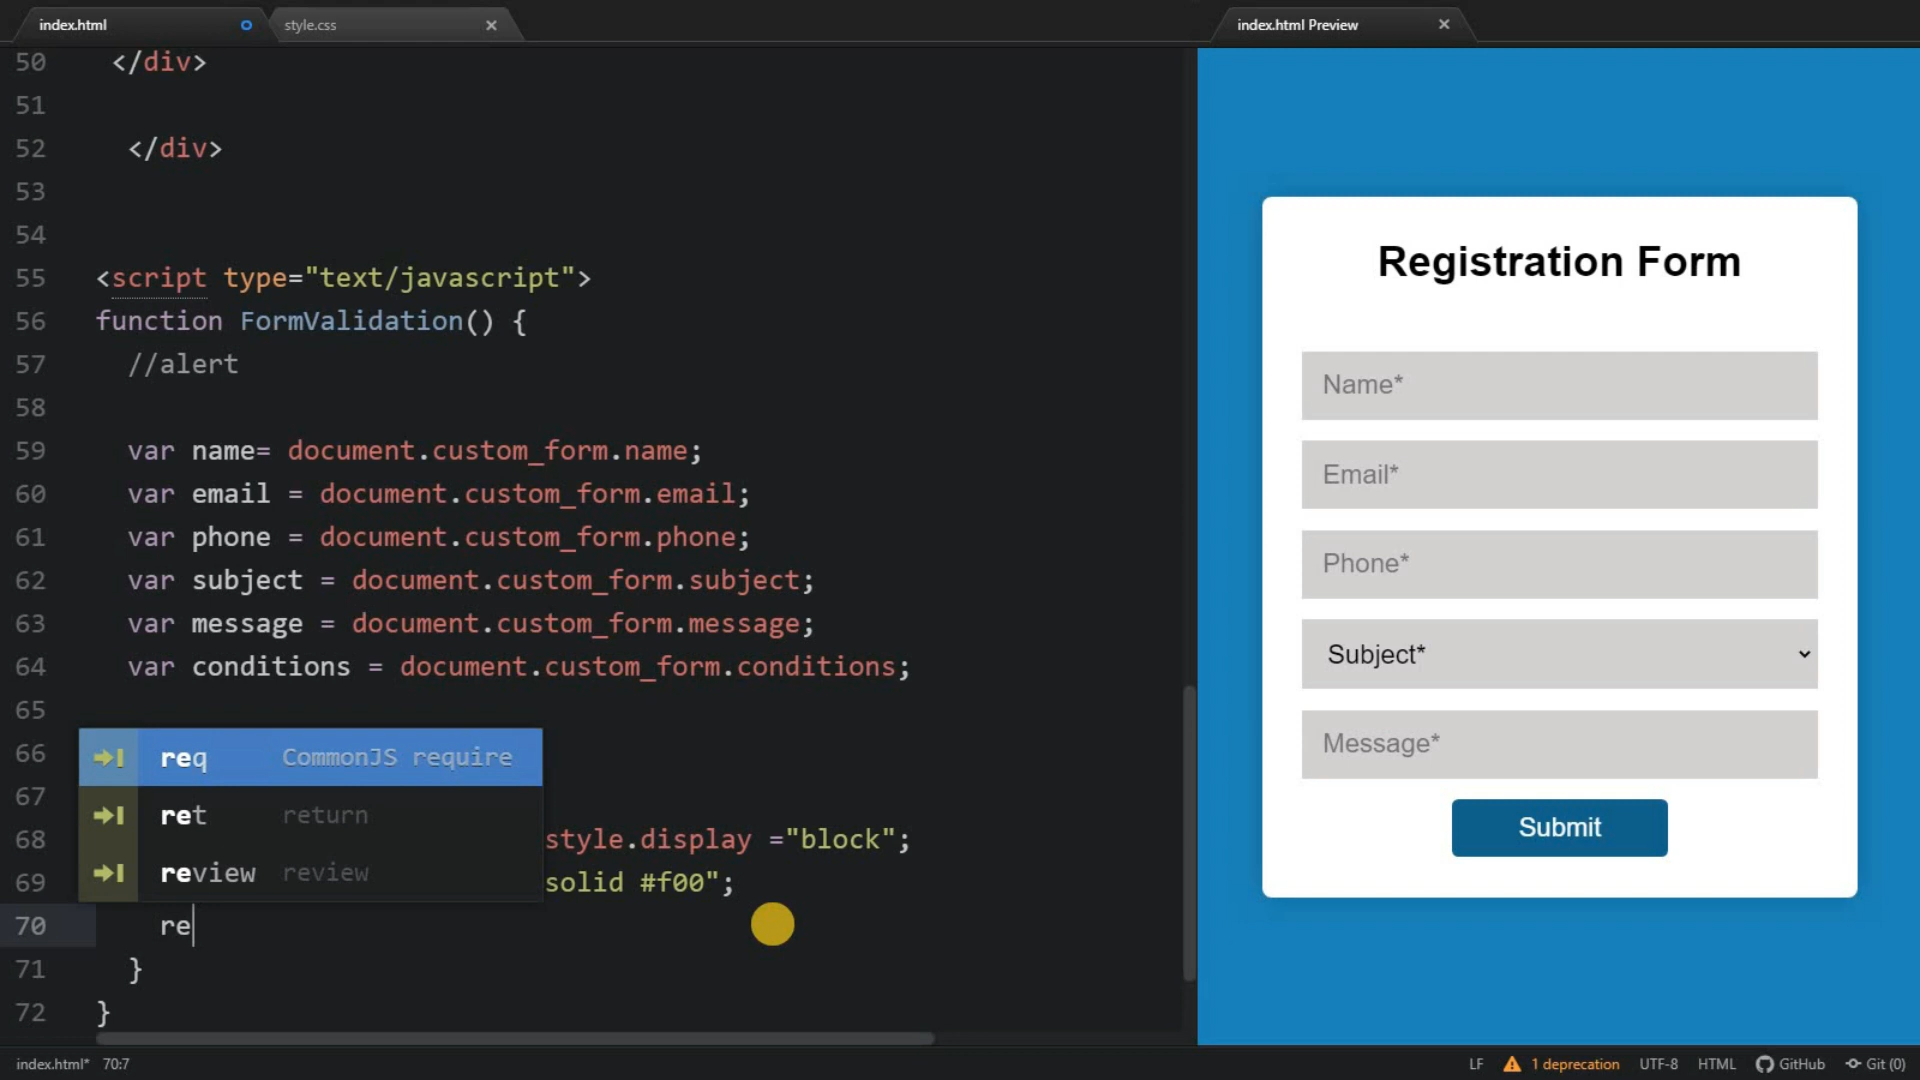 index.html
style.css
index.html Preview
50 </div>
51
52 </div>
53
54
55 <script type="text/javascript">
56 function FormValidation() {
57 //alert
58
59 var name= document.custom_form.name;
60 var email = document.custom_form.email;
61 var phone = document.custom_form.phone;
62 var subject = document.custom_form.subject;
63 var message = document.custom_form.message;
64 var conditions = document.custom_form.conditions;
65
66
67
req CommonJS require
ret return
review review
68 style.display ="block";
69 solid #f00";
70 re
71 }
72 }
Registration Form
Name*
Email*
Phone*
Subject*
Message*
Submit
index.html* 70:7
LF 1 deprecation UTF-8 HTML GitHub Git (0)